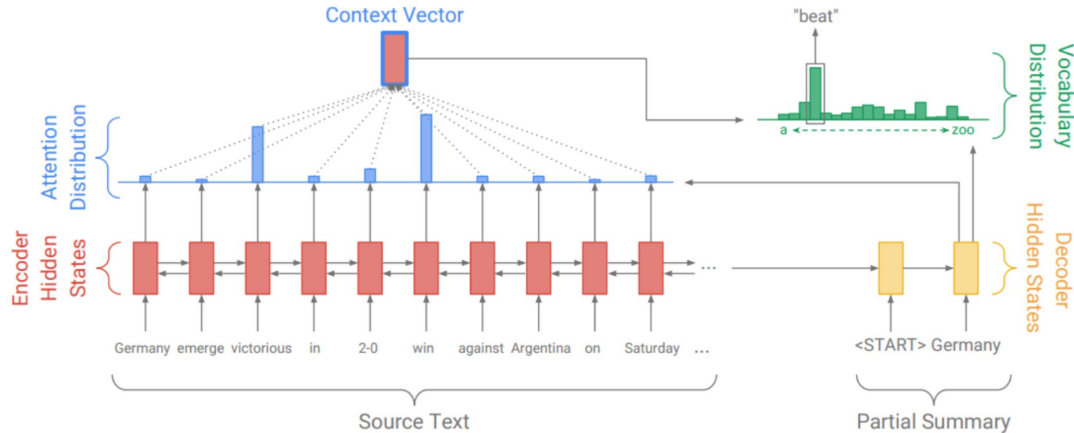 Context Vector
"beat"
Vocabulary
Distribution
a
zoo
Attention
Distribution
Encoder
Hidden
States
...
Decoder
Hidden States
Germany emerge victorious in 2-0 win against Argentina on Saturday ...
<START> Germany
Source Text
Partial Summary